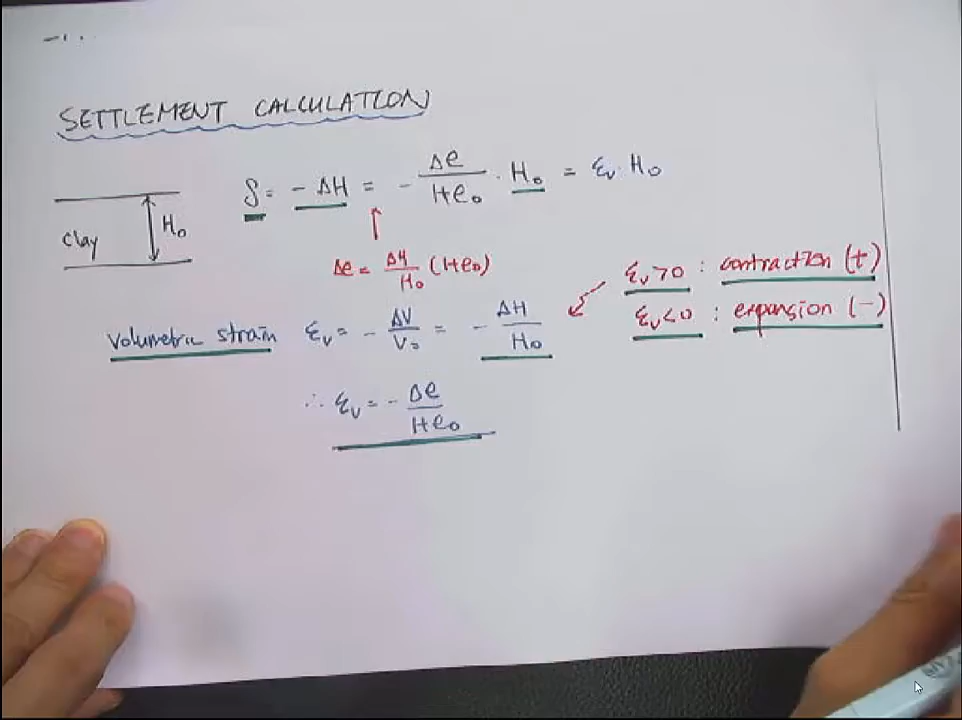 SETTLEMENT CALCULATION
Clay
H₀
S = - ΔH = - Δe/(1+e₀) · H₀ = εᵥ · H₀
Δe = ΔH/H₀ (1+e₀)
εᵥ>0 : contraction (+)
εᵥ<0 : expansion (-)
Volumetric strain εᵥ = - ΔV/V₀ = - ΔH/H₀
∴ εᵥ = - Δe/(1+e₀)